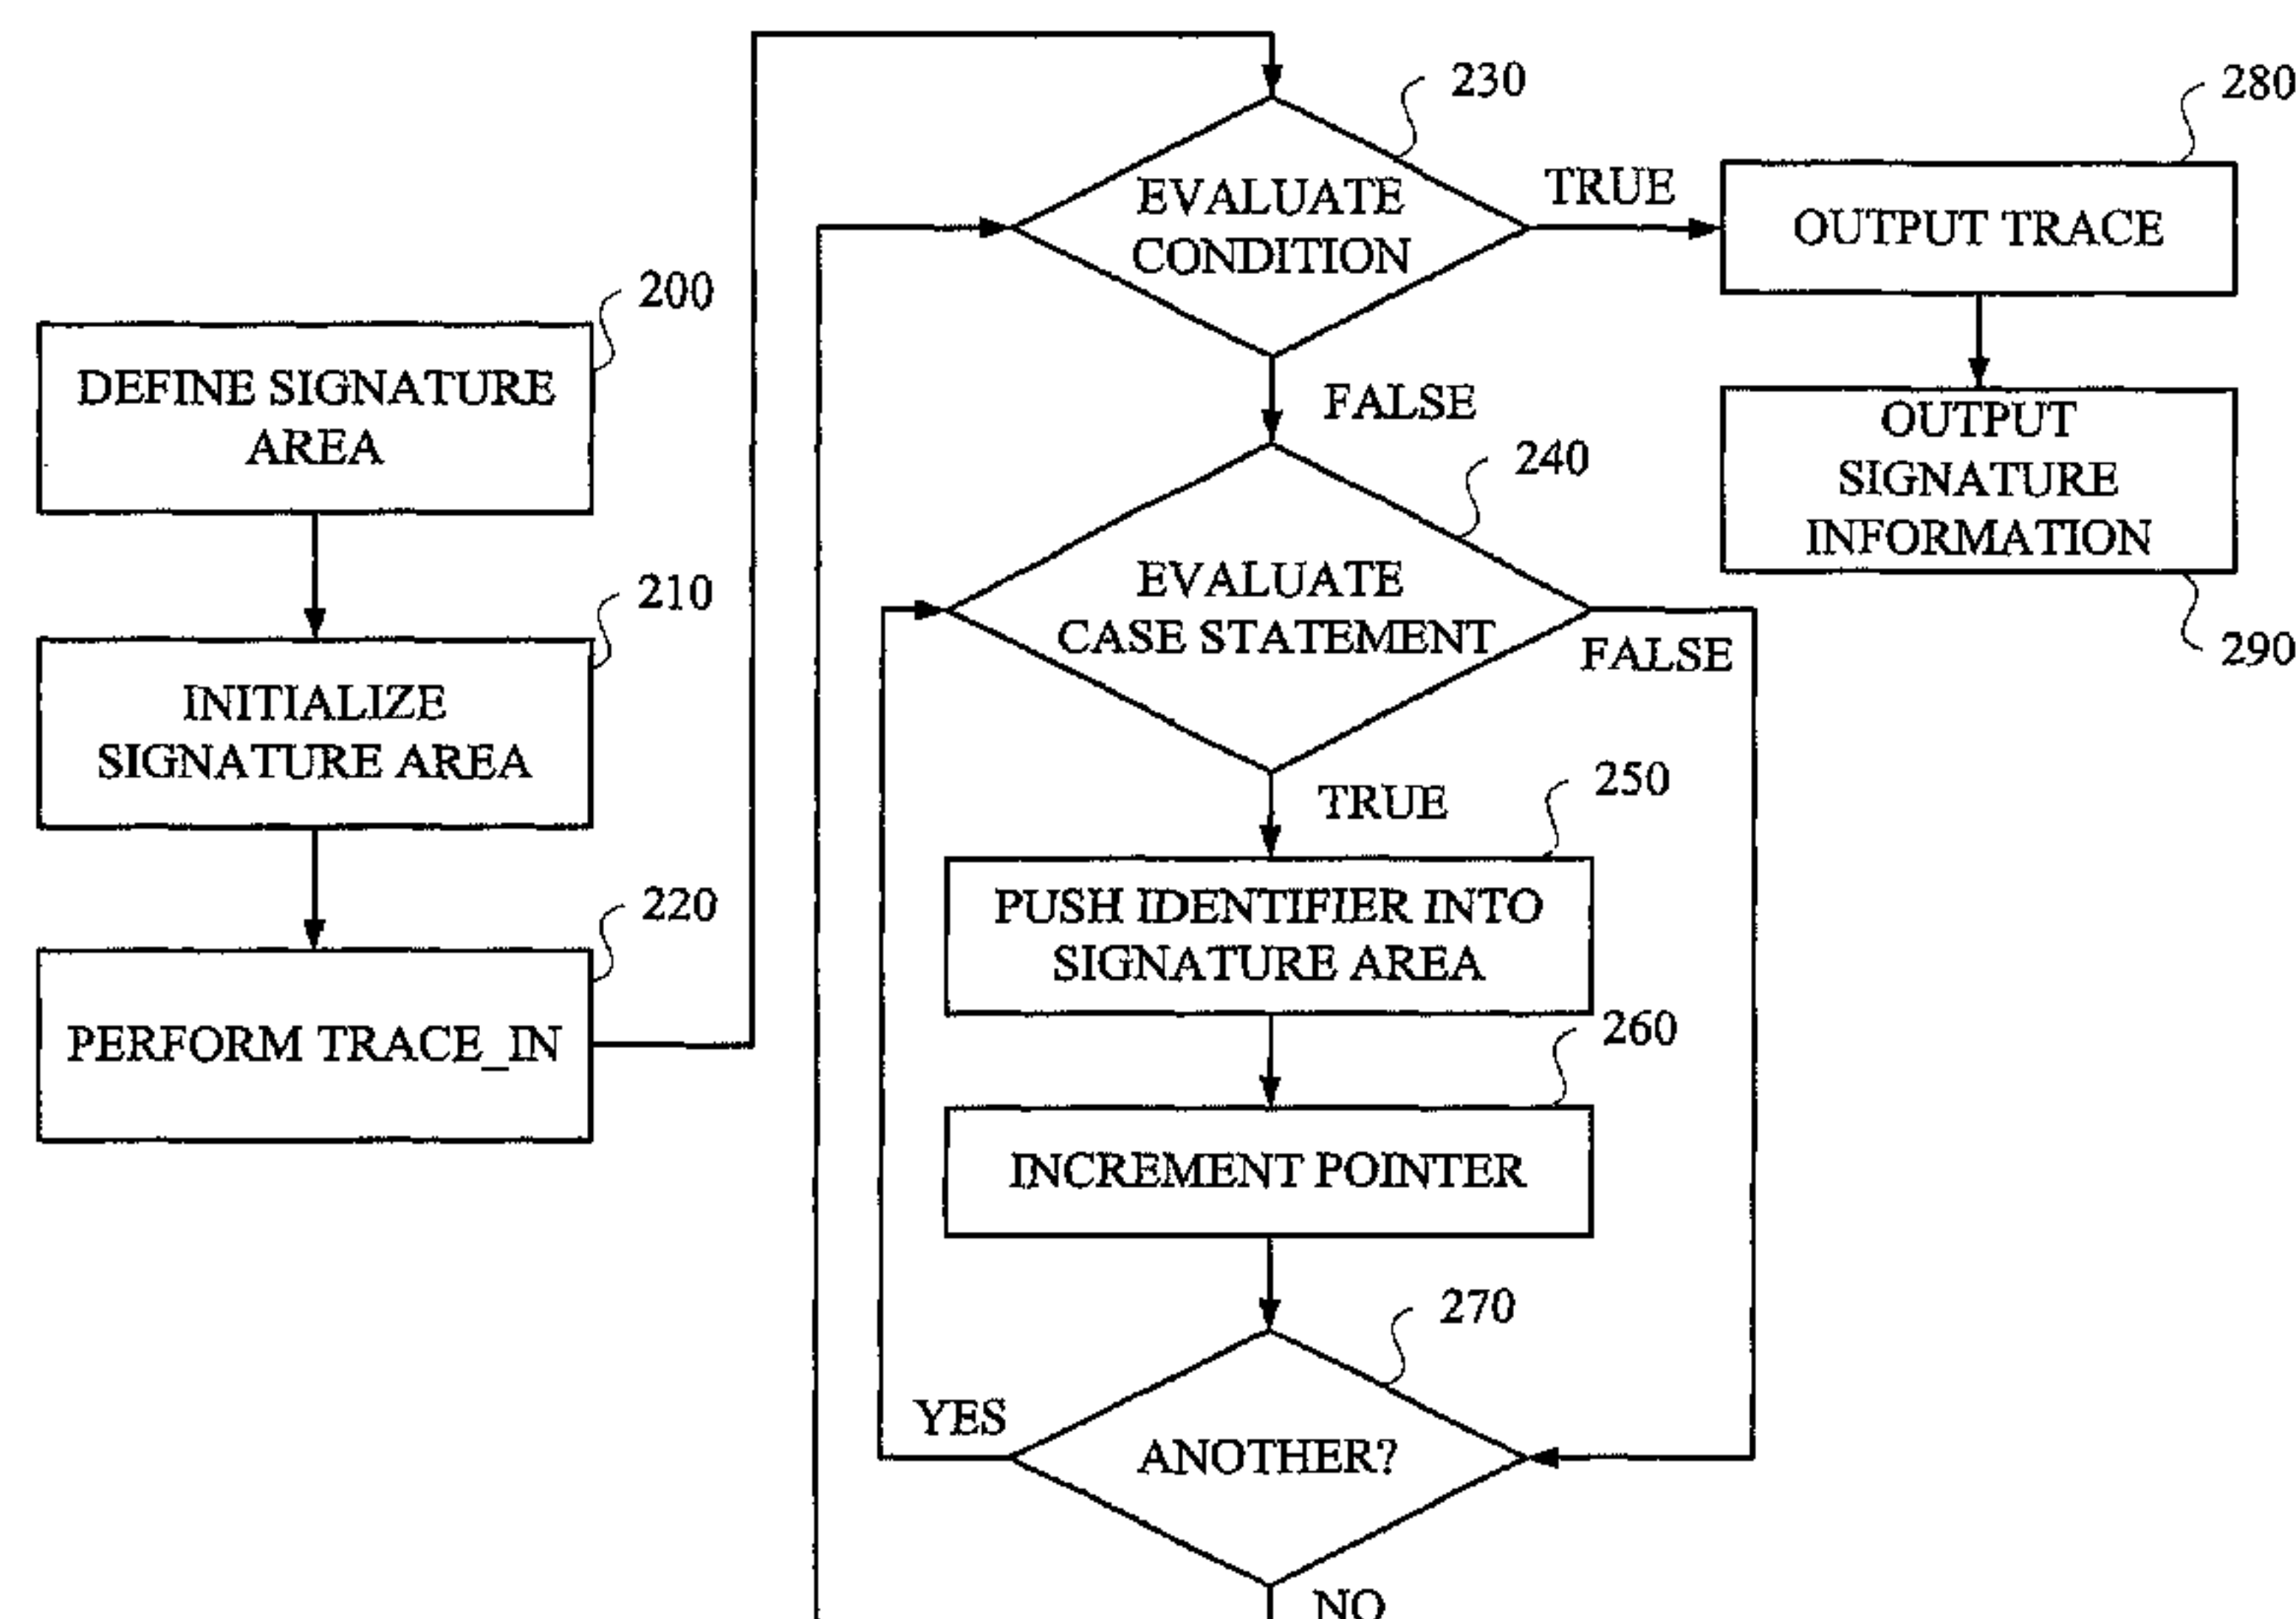 200
DEFINE SIGNATURE
AREA
210
INITIALIZE
SIGNATURE AREA
220
PERFORM TRACE_IN
230
EVALUATE
CONDITION
TRUE
FALSE
280
OUTPUT TRACE
OUTPUT
SIGNATURE
INFORMATION
290
240
EVALUATE
CASE STATEMENT
FALSE
TRUE
250
PUSH IDENTIFIER INTO
SIGNATURE AREA
260
INCREMENT POINTER
270
YES
ANOTHER?
NO